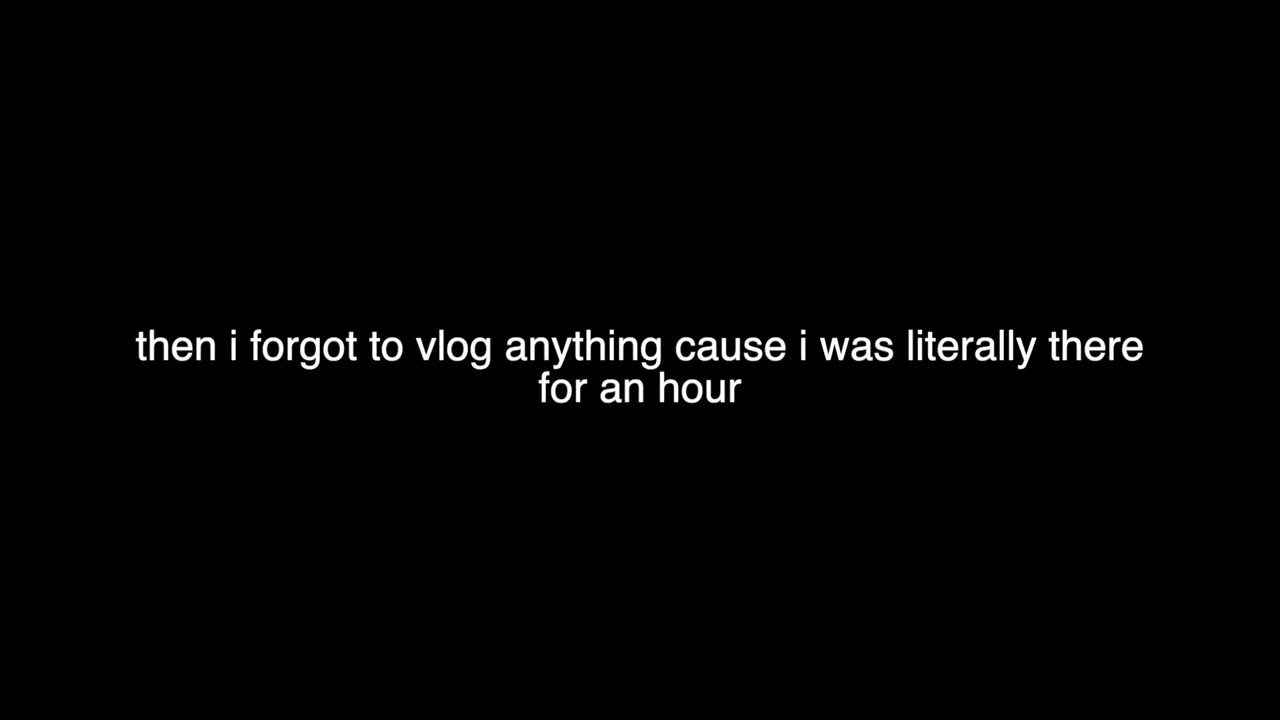 then i forgot to vlog anything cause i was literally there
for an hour